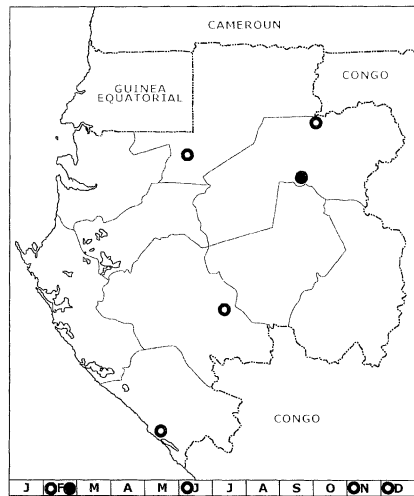 CAMEROUN
CONGO
GUINEA
EQUATORIAL
CONGO
J F M A M J J A S O N D